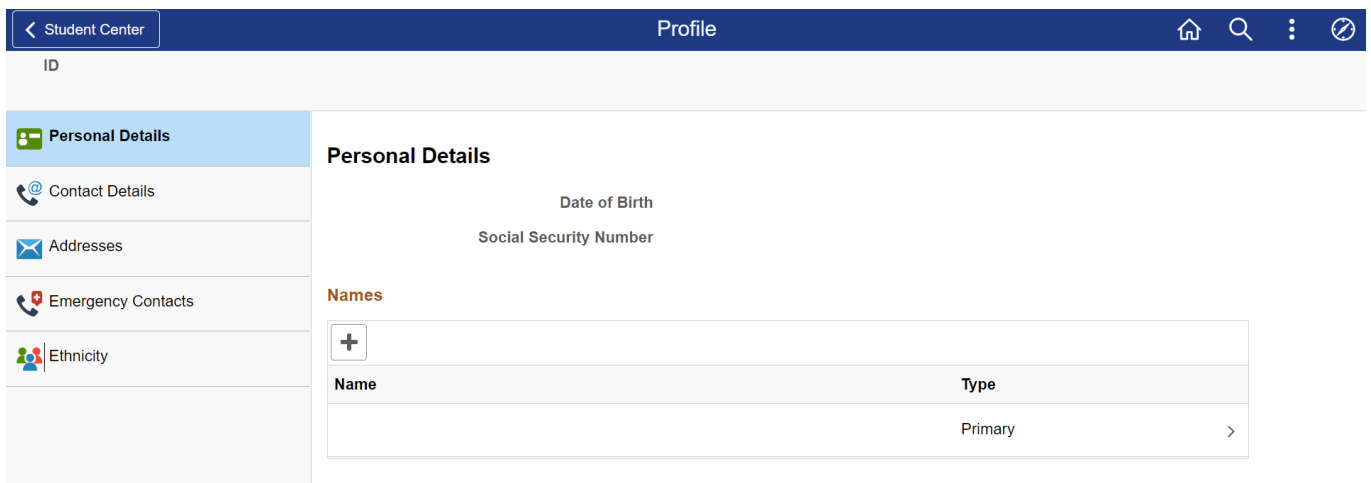 Student Center
Profile
ID
Personal Details
Contact Details
Addresses
Emergency Contacts
Ethnicity
Personal Details
Date of Birth
Social Security Number
Names
Name Type
Primary